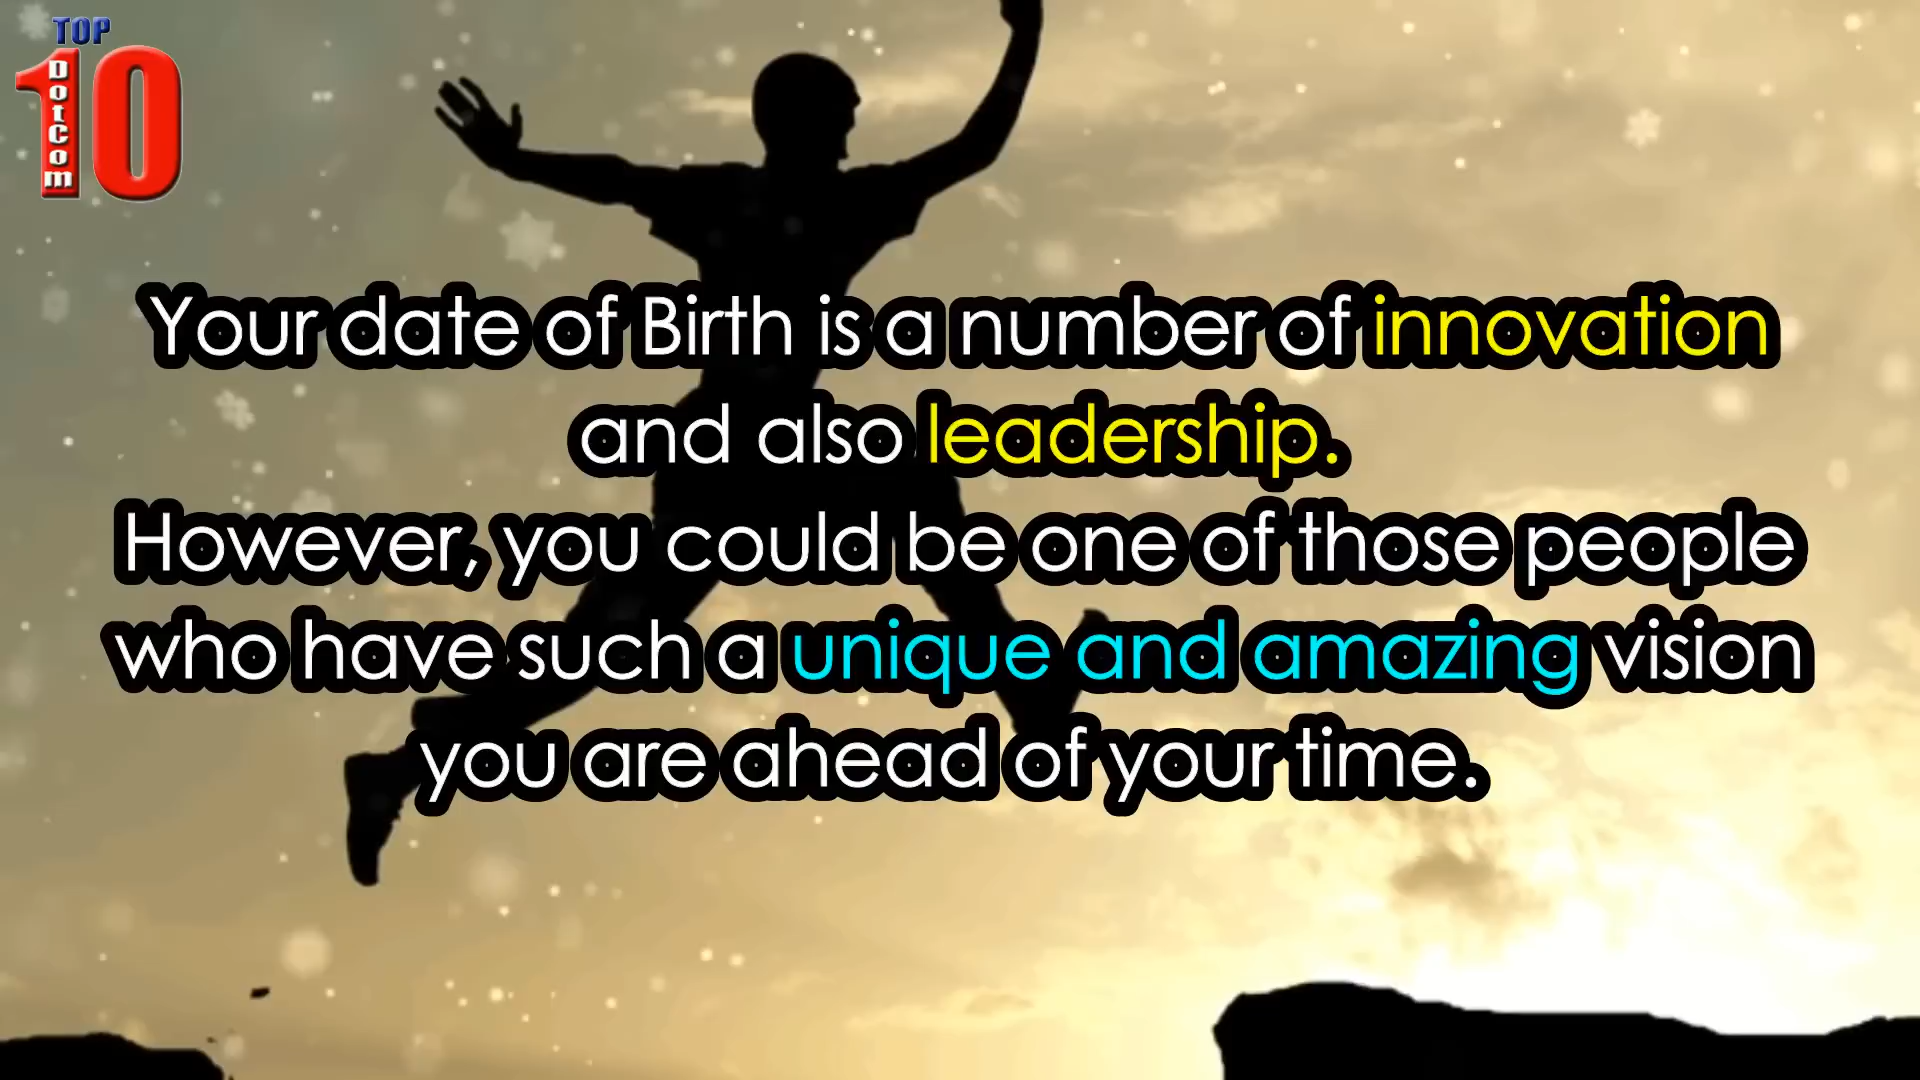 TOP
10
Dotcom
Your date of Birth is a number of innovation
and also leadership.
However, you could be one of those people
who have such a unique and amazing vision
you are ahead of your time.